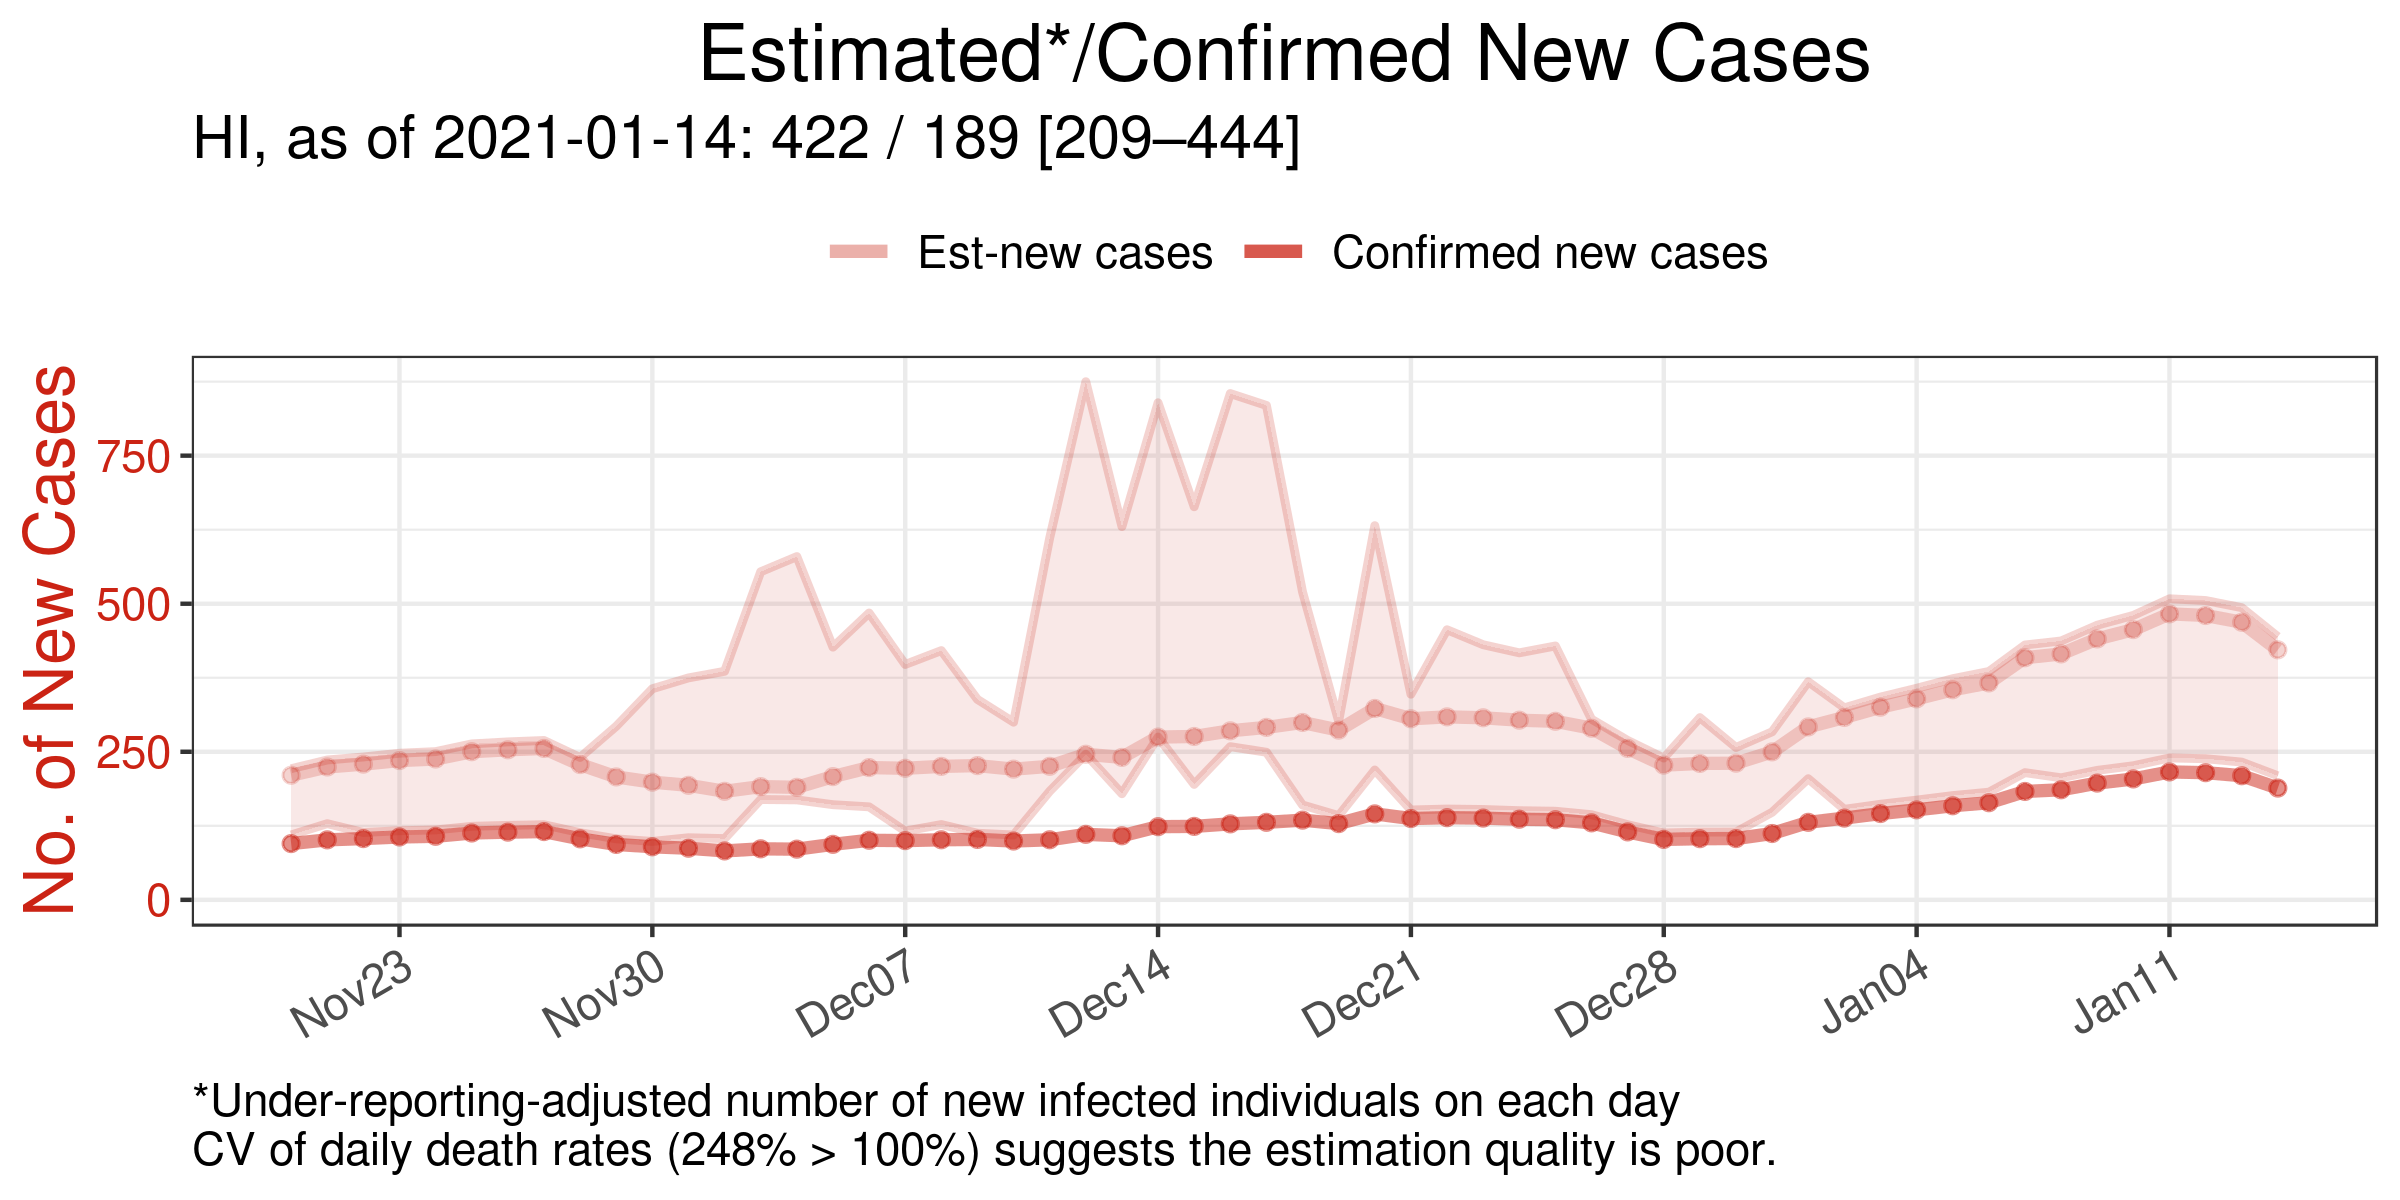 Estimated*/Confirmed New Cases
HI, as of 2021-01-14: 422 / 189 [209–444]
Est-new cases
Confirmed new cases
No. of New Cases
750
500
250
0
Nov23
Nov30
Dec07
Dec14
Dec21
Dec28
Jan04
Jan11
*Under-reporting-adjusted number of new infected individuals on each day
CV of daily death rates (248% > 100%) suggests the estimation quality is poor.